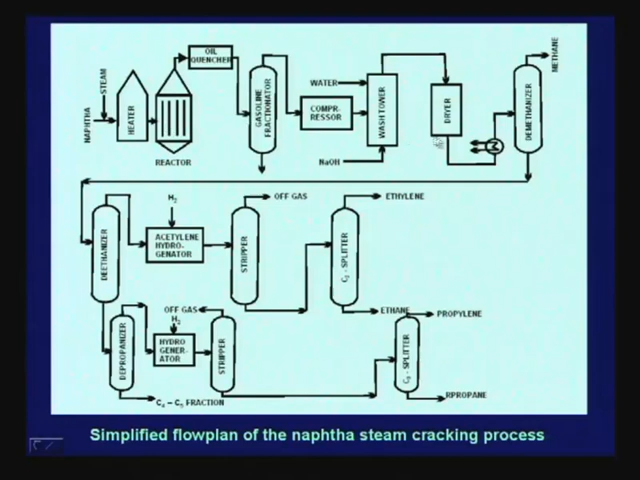 OIL
QUENCHER
STEAM
NAPHTHA
HEATER
REACTOR
GASOLINE
FRACTIONATOR
WATER
COMPR-
RESSOR
NaOH
WASH TOWER
DRYER
METHANE
DEMETHANIZER
DEETHANIZER
H₂
ACETYLENE
HYDRO-
GENATOR
STRIPPER
OFF GAS
C₂ - SPLITTER
ETHYLENE
ETHANE
DEPROPANIZER
OFF GAS
H₂
HYDRO
GENER-
ATOR
STRIPPER
C₃ - SPLITTER
PROPYLENE
RPROPANE
C₄ – C₅ FRACTION
Simplified flowplan of the naphtha steam cracking process